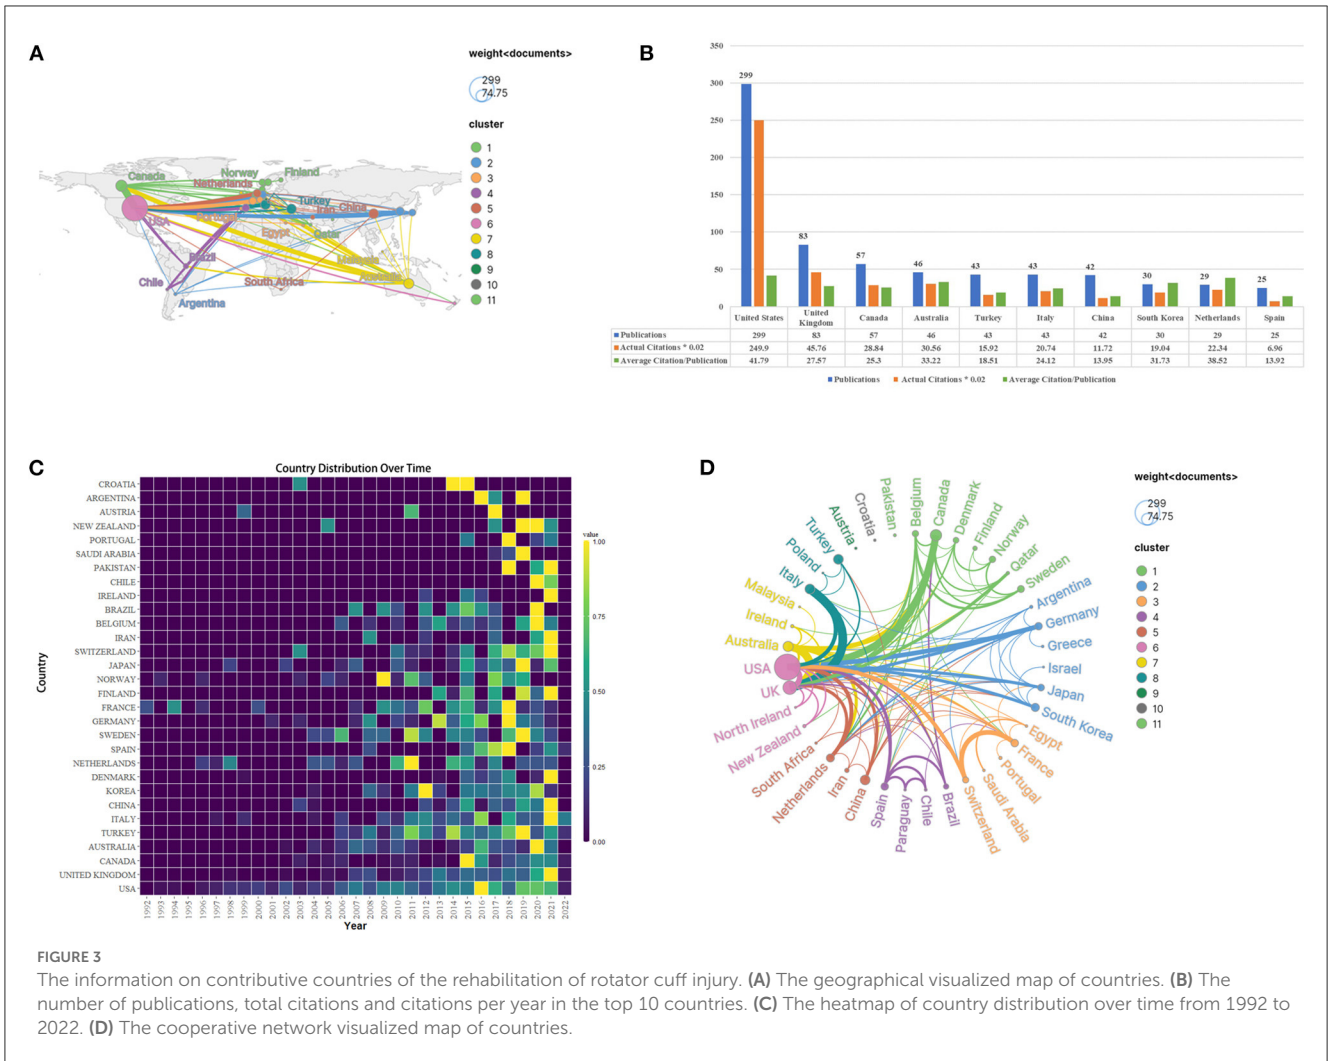 A
weight<documents>
299
74.75
cluster
1
2
3
4
5
6
7
8
9
10
11
Canada
Norway
Finland
Netherlands
USA
Portugal
Turkey
Iran
China
Egypt
Qatar
Malaysia
Brazil
Australia
Chile
South Africa
Argentina
B
350
300
250
200
150
100
50
0
299
83
57
46
43
43
42
30
29
25
United States United Kingdom Canada Australia Turkey Italy China South Korea Netherlands Spain
Publications 299 83 57 46 43 43 42 30 29 25
Actual Citations * 0.02 249.9 45.76 28.84 30.56 15.92 20.74 11.72 19.04 22.34 6.96
Average Citation/Publication 41.79 27.57 25.3 33.22 18.51 24.12 13.95 31.73 38.52 13.92
Publications Actual Citations * 0.02 Average Citation/Publication
C
Country Distribution Over Time
Country
CROATIA
ARGENTINA
AUSTRIA
NEW ZEALAND
PORTUGAL
SAUDI ARABIA
PAKISTAN
CHILE
IRELAND
BRAZIL
BELGIUM
IRAN
SWITZERLAND
JAPAN
NORWAY
FINLAND
FRANCE
GERMANY
SWEDEN
SPAIN
NETHERLANDS
DENMARK
KOREA
CHINA
ITALY
TURKEY
AUSTRALIA
CANADA
UNITED KINGDOM
USA
1992 1993 1994 1995 1996 1997 1998 1999 2000 2001 2002 2003 2004 2005 2006 2007 2008 2009 2010 2011 2012 2013 2014 2015 2016 2017 2018 2019 2020 2021 2022
Year
value
1.00
0.75
0.50
0.25
0.00
D
Pakistan
Belgium
Canada
Denmark
Finland
Norway
Qatar
Sweden
Argentina
Germany
Greece
Israel
Japan
South Korea
Egypt
France
Portugal
Saudi Arabia
Switzerland
Brazil
Chile
Paraguay
Spain
China
Iran
Netherlands
South Africa
New Zealand
North Ireland
UK
USA
Australia
Ireland
Malaysia
Italy
Poland
Turkey
Austria
Croatia
weight<documents>
299
74.75
cluster
1
2
3
4
5
6
7
8
9
10
11
FIGURE 3
The information on contributive countries of the rehabilitation of rotator cuff injury. (A) The geographical visualized map of countries. (B) The
number of publications, total citations and citations per year in the top 10 countries. (C) The heatmap of country distribution over time from 1992 to
2022. (D) The cooperative network visualized map of countries.